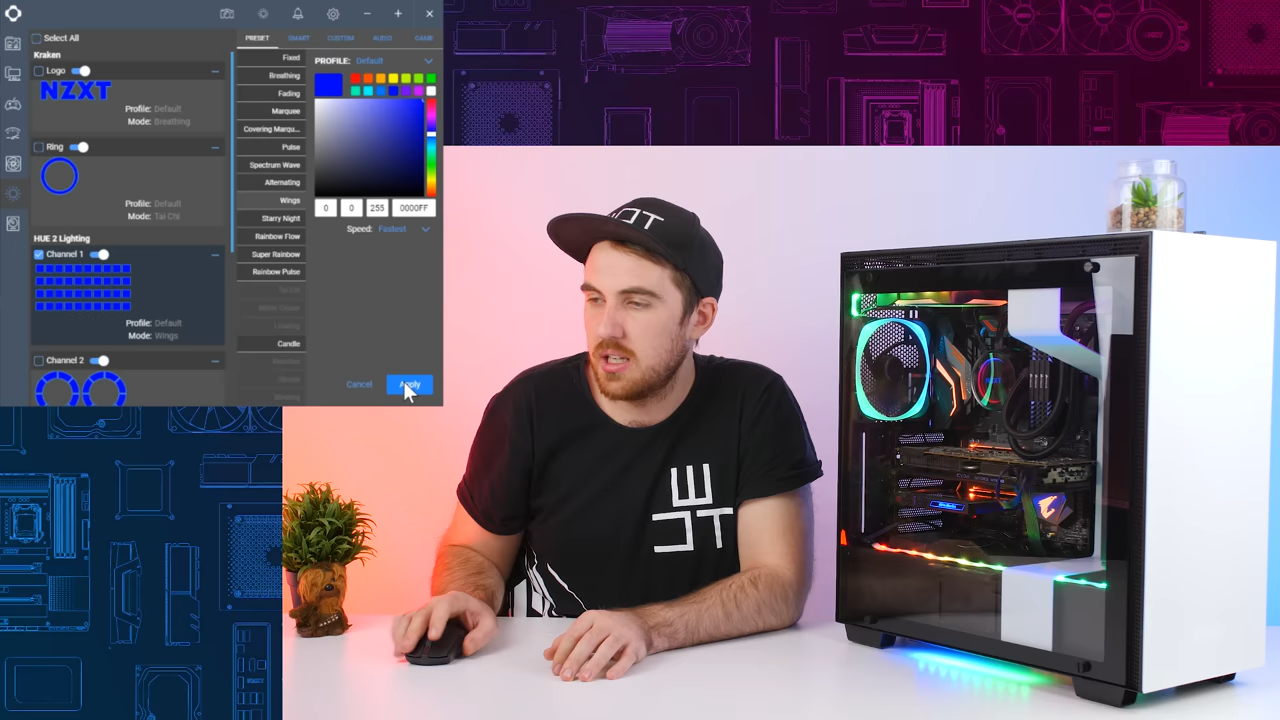 Select All
Kraken
Logo
NZXT
Profile: Default
Mode: Breathing
Ring
Profile: Default
Mode: Tai Chi
HUE 2 Lighting
Channel 1
Profile: Default
Mode: Wings
Channel 2
PRESET
SMART
CUSTOM
AUDIO
GAME
Fixed
Breathing
Fading
Marquee
Covering Marqu...
Pulse
Spectrum Wave
Alternating
Wings
Starry Night
Rainbow Flow
Super Rainbow
Rainbow Pulse
Candle
PROFILE: Default
0 0 255 0000FF
Speed: Fastest
Cancel
Apply
NZXT